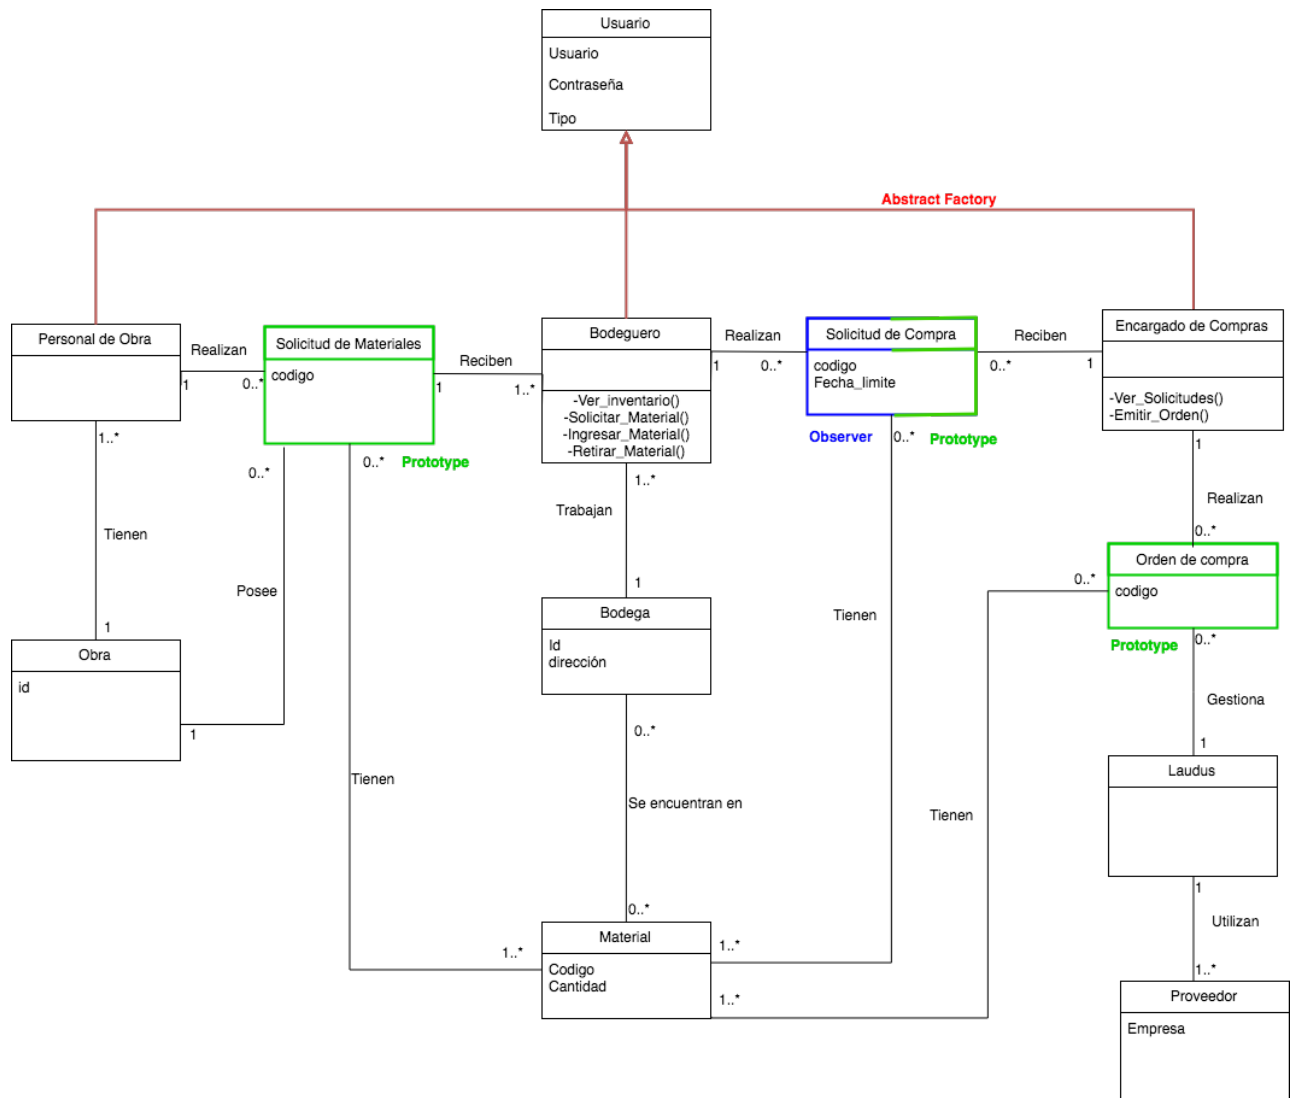 Usuario
Usuario
Contraseña
Tipo
Abstract Factory
Personal de Obra
Realizan
1
0..*
Solicitud de Materiales
codigo
Reciben
1
1..*
Bodeguero
-Ver_inventario()
-Solicitar_Material()
-Ingresar_Material()
-Retirar_Material()
Realizan
1
0..*
Solicitud de Compra
codigo
Fecha_limite
Reciben
0..*
1
Encargado de Compras
-Ver_Solicitudes()
-Emitir_Orden()
1..*
0..*
0..*
Prototype
Observer
0..*
Prototype
1
1..*
Trabajan
Realizan
Tienen
0..*
Orden de compra
codigo
0..*
Posee
1
Tienen
1
Bodega
Id
dirección
Obra
id
1
Prototype
0..*
Gestiona
0..*
1
Laudus
Tienen
Se encuentran en
Tienen
1
Utilizan
0..*
Material
Codigo
Cantidad
1..*
1..*
1..*
1..*
Proveedor
Empresa